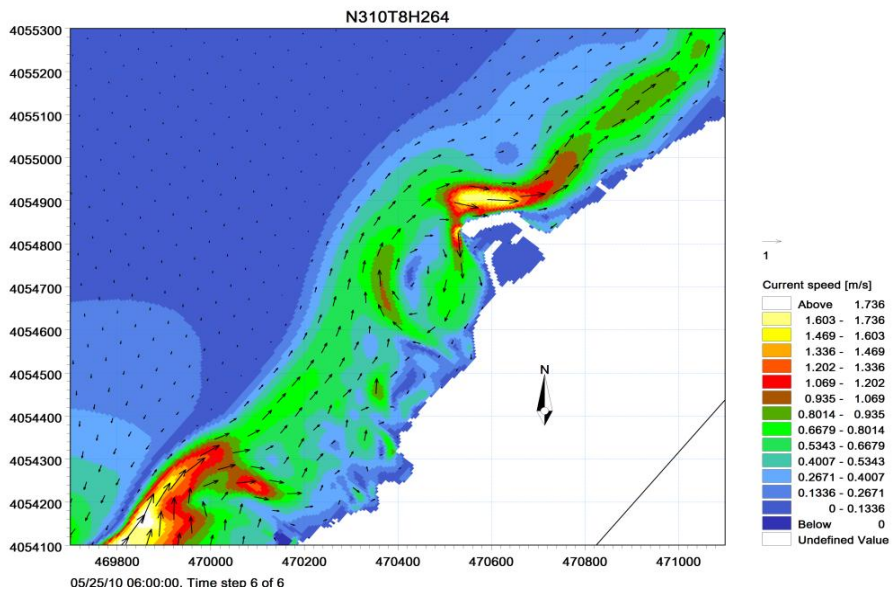 N310T8H264
4055300
4055200
4055100
4055000
4054900
4054800
4054700
4054600
4054500
4054400
4054300
4054200
4054100
469800 470000 470200 470400 470600 470800 471000
05/25/10 06:00:00. Time step 6 of 6
N
1
Current speed [m/s]
Above 1.736
1.603 - 1.736
1.469 - 1.603
1.336 - 1.469
1.202 - 1.336
1.069 - 1.202
0.935 - 1.069
0.8014 - 0.935
0.6679 - 0.8014
0.5343 - 0.6679
0.4007 - 0.5343
0.2671 - 0.4007
0.1336 - 0.2671
0 - 0.1336
Below 0
Undefined Value